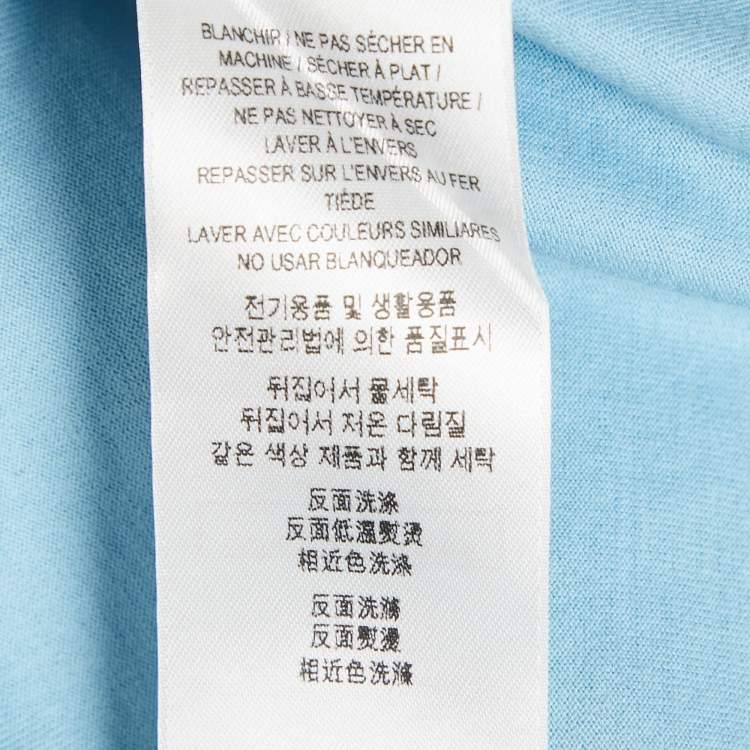 BLANCHIR / NE PAS SÉCHER EN
MACHINE / SÉCHER À PLAT /
REPASSER À BASSE TEMPÉRATURE /
NE PAS NETTOYER À SEC
LAVER À L'ENVERS
REPASSER SUR L'ENVERS AU FER
TIÈDE
LAVER AVEC COULEURS SIMILIARES
NO USAR BLANQUEADOR
전기용품 및 생활용품
안전관리법에 의한 품질표시
뒤집어서 물세탁
뒤집어서 저온 다림질
같은 색상 제품과 함께 세탁
反面洗涤
反面低溫熨燙
相近色洗涤
反面洗滌
反面熨燙
相近色洗滌